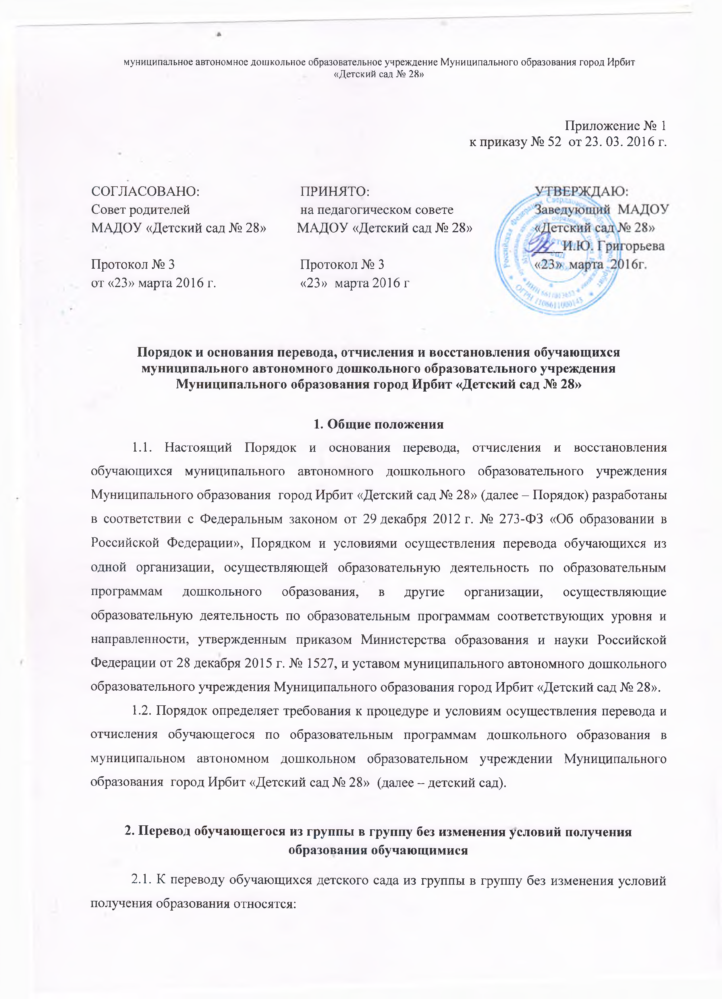 муниципальное автономное дошкольное образовательное учреждение Муниципального образования город Ирбит
«Детский сад № 28»
Приложение № 1
к приказу № 52 от 23. 03. 2016 г.
СОГЛАСОВАНО:
Совет родителей
МАДОУ «Детский сад № 28»
Протокол № 3
от «23» марта 2016 г.
ПРИНЯТО:
на педагогическом совете
МАДОУ «Детский сад № 28»
Протокол № 3
«23» марта 2016 г
УТВЕРЖДАЮ:
Заведующий МАДОУ
«Детский сад № 28»
____И.Ю. Григорьева
«23» марта 2016г.
Российская Федерация Свердловская область город Ирбит
ОГРН 1106611000143
Порядок и основания перевода, отчисления и восстановления обучающихся
муниципального автономного дошкольного образовательного учреждения
Муниципального образования город Ирбит «Детский сад № 28»
1. Общие положения
1.1. Настоящий Порядок и основания перевода, отчисления и восстановления
обучающихся муниципального автономного дошкольного образовательного учреждения
Муниципального образования город Ирбит «Детский сад № 28» (далее – Порядок) разработаны
в соответствии с Федеральным законом от 29 декабря 2012 г. № 273-ФЗ «Об образовании в
Российской Федерации», Порядком и условиями осуществления перевода обучающихся из
одной организации, осуществляющей образовательную деятельность по образовательным
программам дошкольного образования, в другие организации, осуществляющие
образовательную деятельность по образовательным программам соответствующих уровня и
направленности, утвержденным приказом Министерства образования и науки Российской
Федерации от 28 декабря 2015 г. № 1527, и уставом муниципального автономного дошкольного
образовательного учреждения Муниципального образования город Ирбит «Детский сад № 28».
1.2. Порядок определяет требования к процедуре и условиям осуществления перевода и
отчисления обучающегося по образовательным программам дошкольного образования в
муниципальном автономном дошкольном образовательном учреждении Муниципального
образования город Ирбит «Детский сад № 28» (далее – детский сад).
2. Перевод обучающегося из группы в группу без изменения условий получения
образования обучающимися
2.1. К переводу обучающихся детского сада из группы в группу без изменения условий
получения образования относятся: